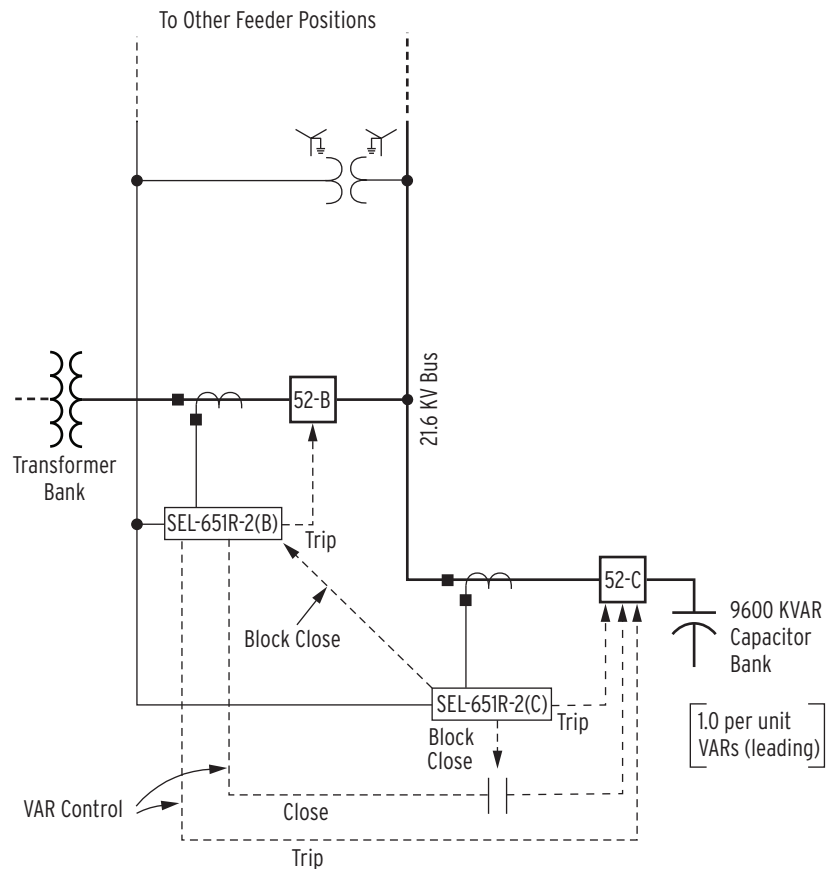 To Other Feeder Positions
21.6 KV Bus
52-B
Transformer
Bank
SEL-651R-2(B)
Trip
Block Close
52-C
9600 KVAR
Capacitor
Bank
SEL-651R-2(C)
Trip
Block
Close
1.0 per unit
VARs (leading)
VAR Control
Close
Trip